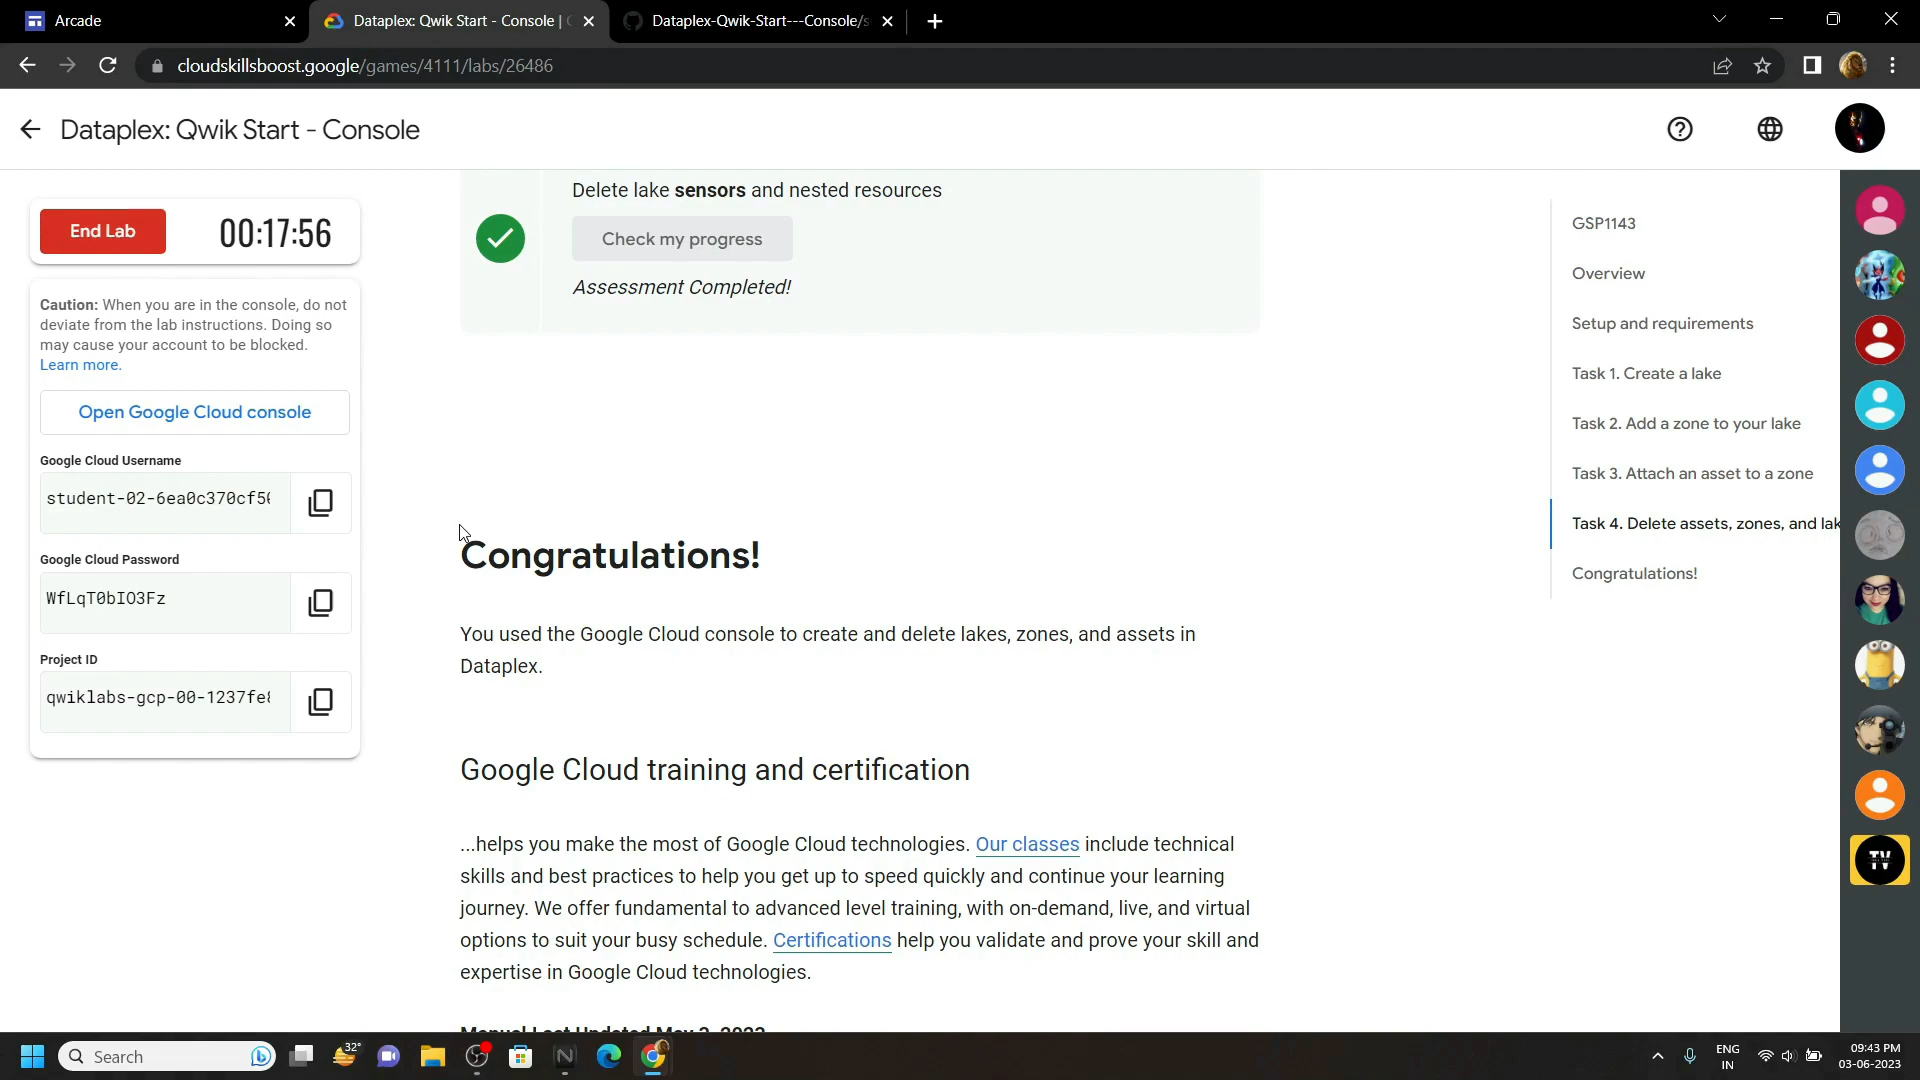 Arcade
Dataplex: Qwik Start - Console |
Dataplex-Qwik-Start---Console/s
cloudskillsboost.google/games/4111/labs/26486
Dataplex: Qwik Start - Console
End Lab
00:17:56
Caution: When you are in the console, do not
deviate from the lab instructions. Doing so
may cause your account to be blocked.
Learn more.
Open Google Cloud console
Google Cloud Username
student-02-6ea0c370cf5
Google Cloud Password
WfLqT0bIO3Fz
Project ID
qwiklabs-gcp-00-1237fe
Delete lake sensors and nested resources
Check my progress
Assessment Completed!
Congratulations!
You used the Google Cloud console to create and delete lakes, zones, and assets in
Dataplex.
Google Cloud training and certification
...helps you make the most of Google Cloud technologies. Our classes include technical
skills and best practices to help you get up to speed quickly and continue your learning
journey. We offer fundamental to advanced level training, with on-demand, live, and virtual
options to suit your busy schedule. Certifications help you validate and prove your skill and
expertise in Google Cloud technologies.
Manual Last Updated May 2, 2023
GSP1143
Overview
Setup and requirements
Task 1. Create a lake
Task 2. Add a zone to your lake
Task 3. Attach an asset to a zone
Task 4. Delete assets, zones, and lak
Congratulations!
TV
Search
32°
ENG
IN
09:43 PM
03-06-2023